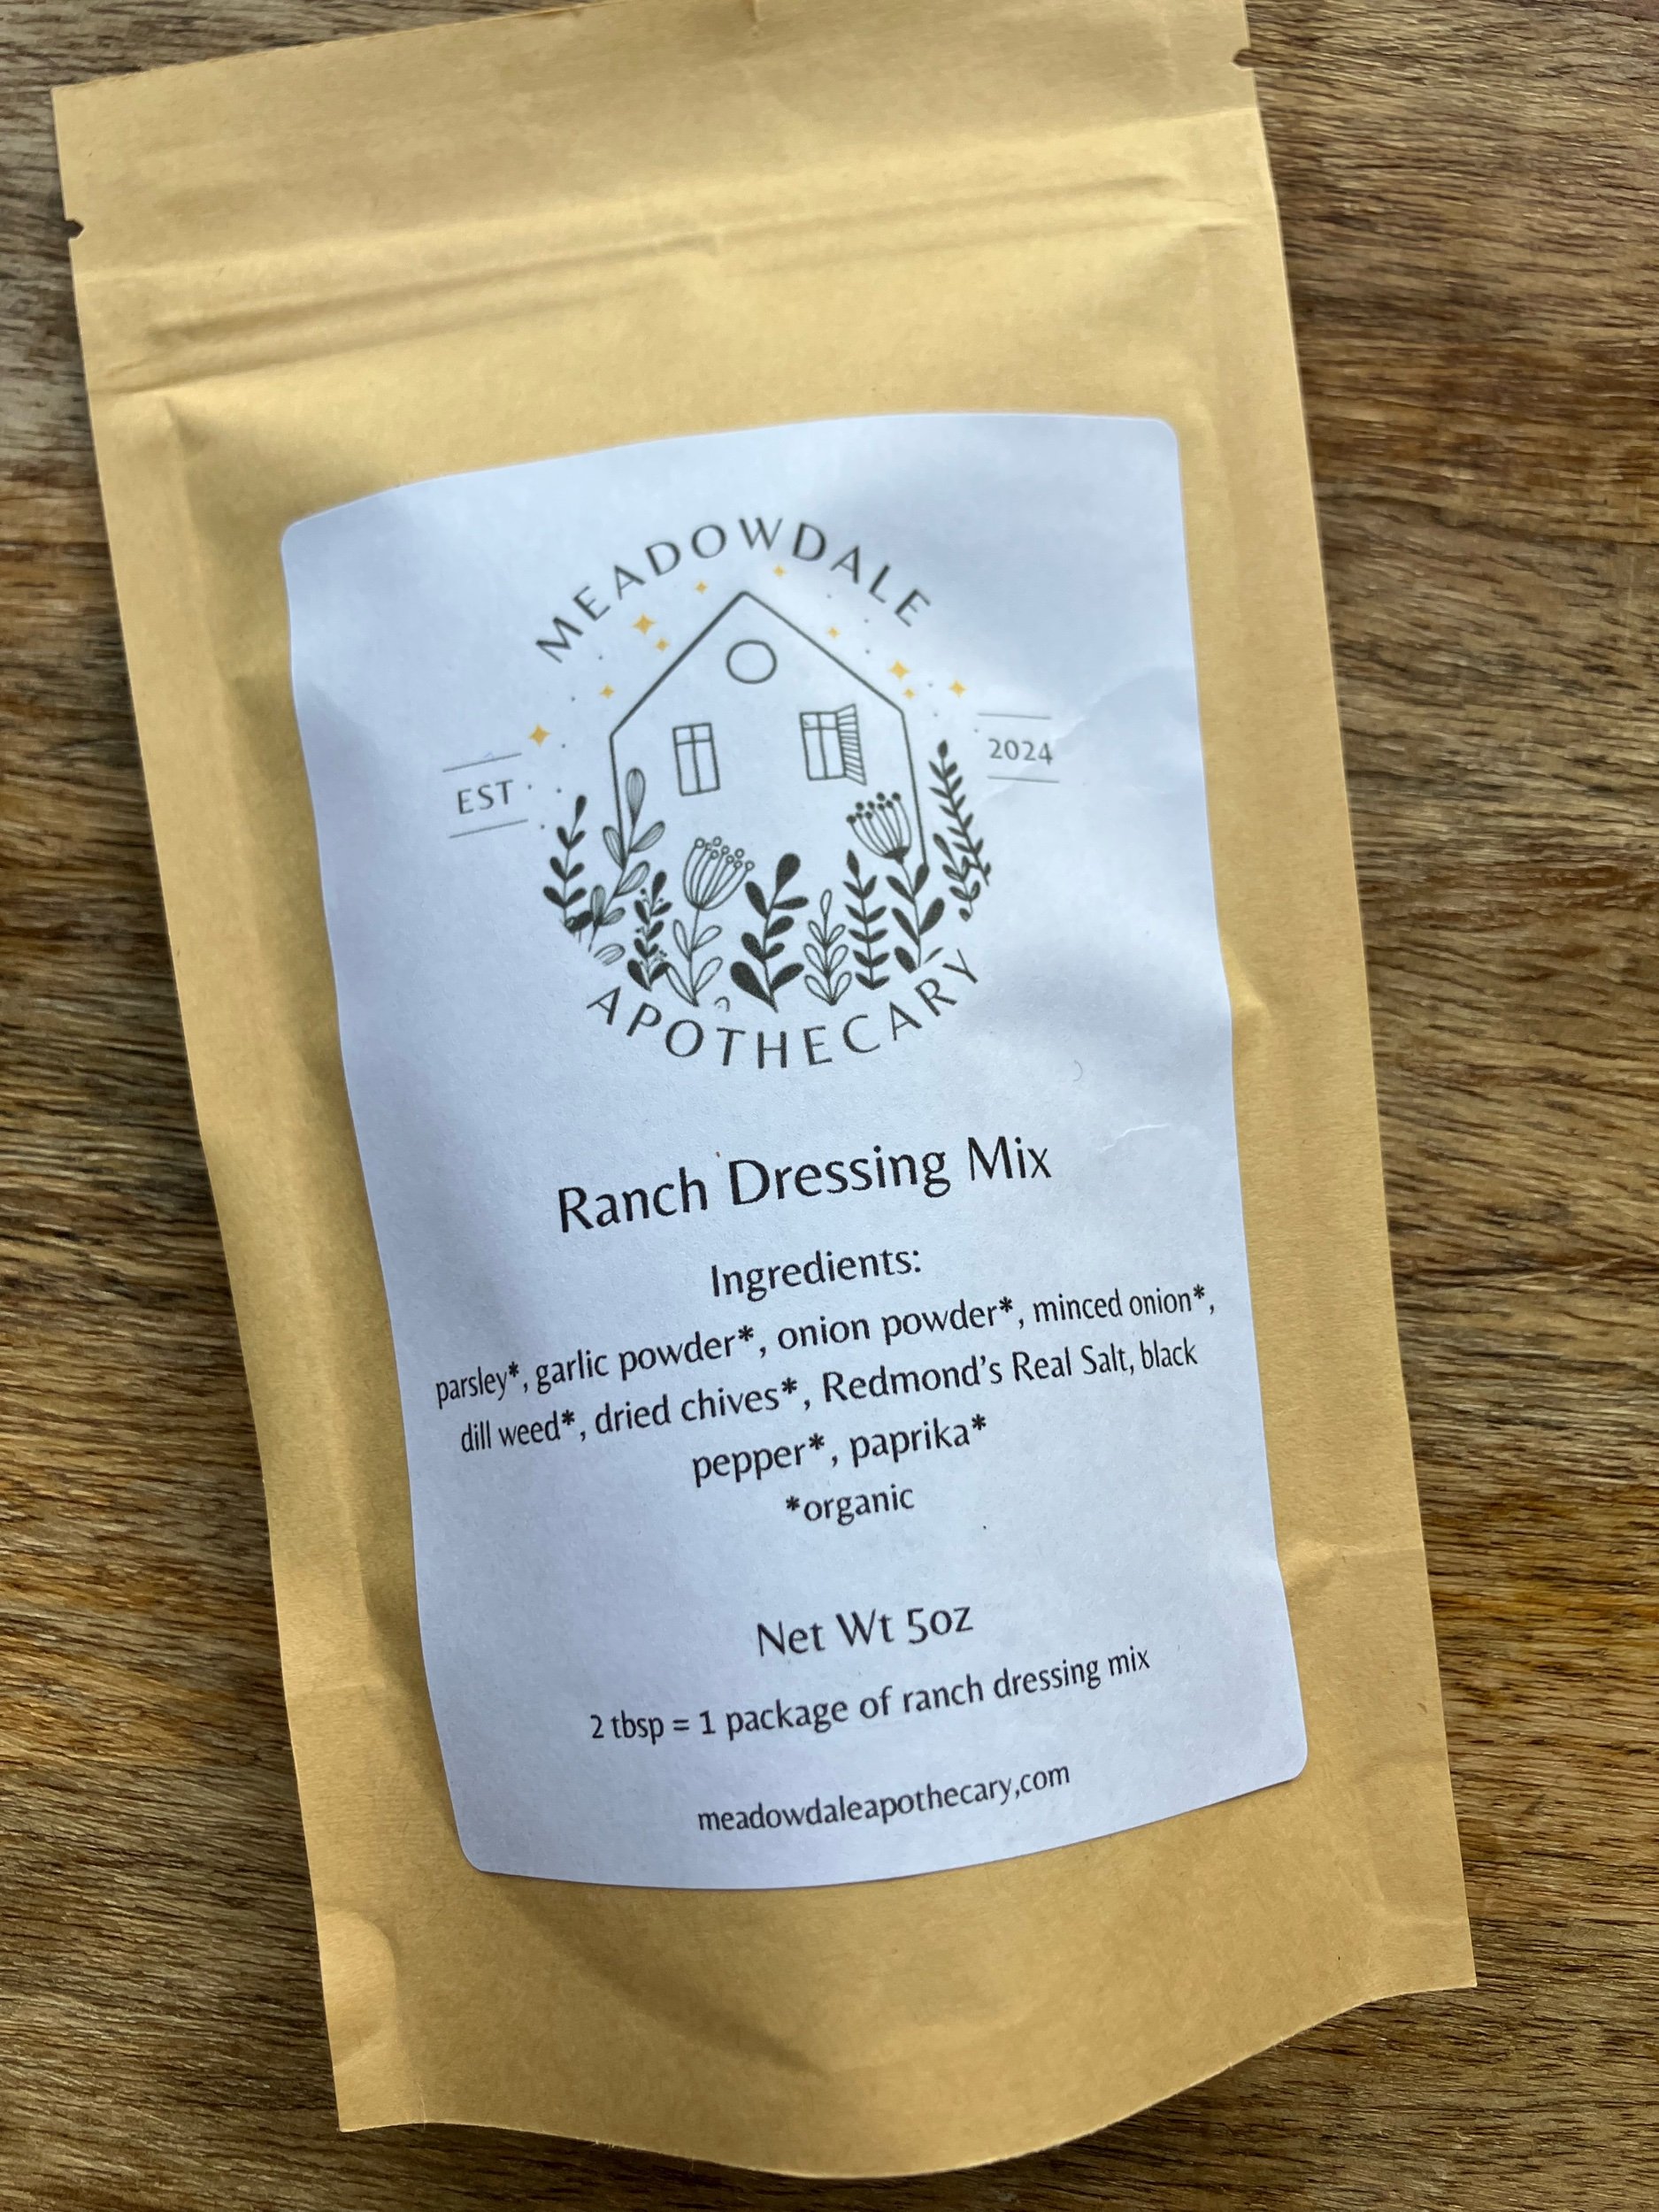 MEADOWDALE
EST
2024
APOTHECARY
Ranch Dressing Mix
Ingredients:
parsley*, garlic powder*, onion powder*, minced onion*,
dill weed*, dried chives*, Redmond's Real Salt, black
pepper*, paprika*
*organic
Net Wt 5oz
2 tbsp = 1 package of ranch dressing mix
meadowdaleapothecary,com